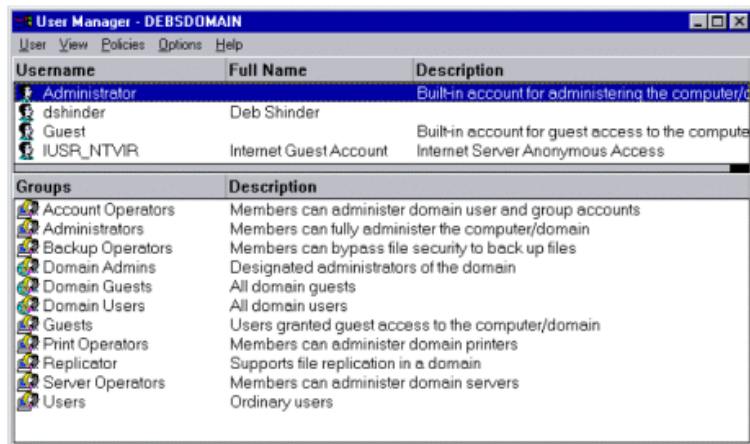 User Manager - DEBSDOMAIN
User View Policies Options Help
Username Full Name Description
Administrator Built-in account for administering the computer/d
dshinder Deb Shinder
Guest Built-in account for guest access to the compute
IUSR_NTVIR Internet Guest Account Internet Server Anonymous Access
Groups Description
Account Operators Members can administer domain user and group accounts
Administrators Members can fully administer the computer/domain
Backup Operators Members can bypass file security to back up files
Domain Admins Designated administrators of the domain
Domain Guests All domain guests
Domain Users All domain users
Guests Users granted guest access to the computer/domain
Print Operators Members can administer domain printers
Replicator Supports file replication in a domain
Server Operators Members can administer domain servers
Users Ordinary users